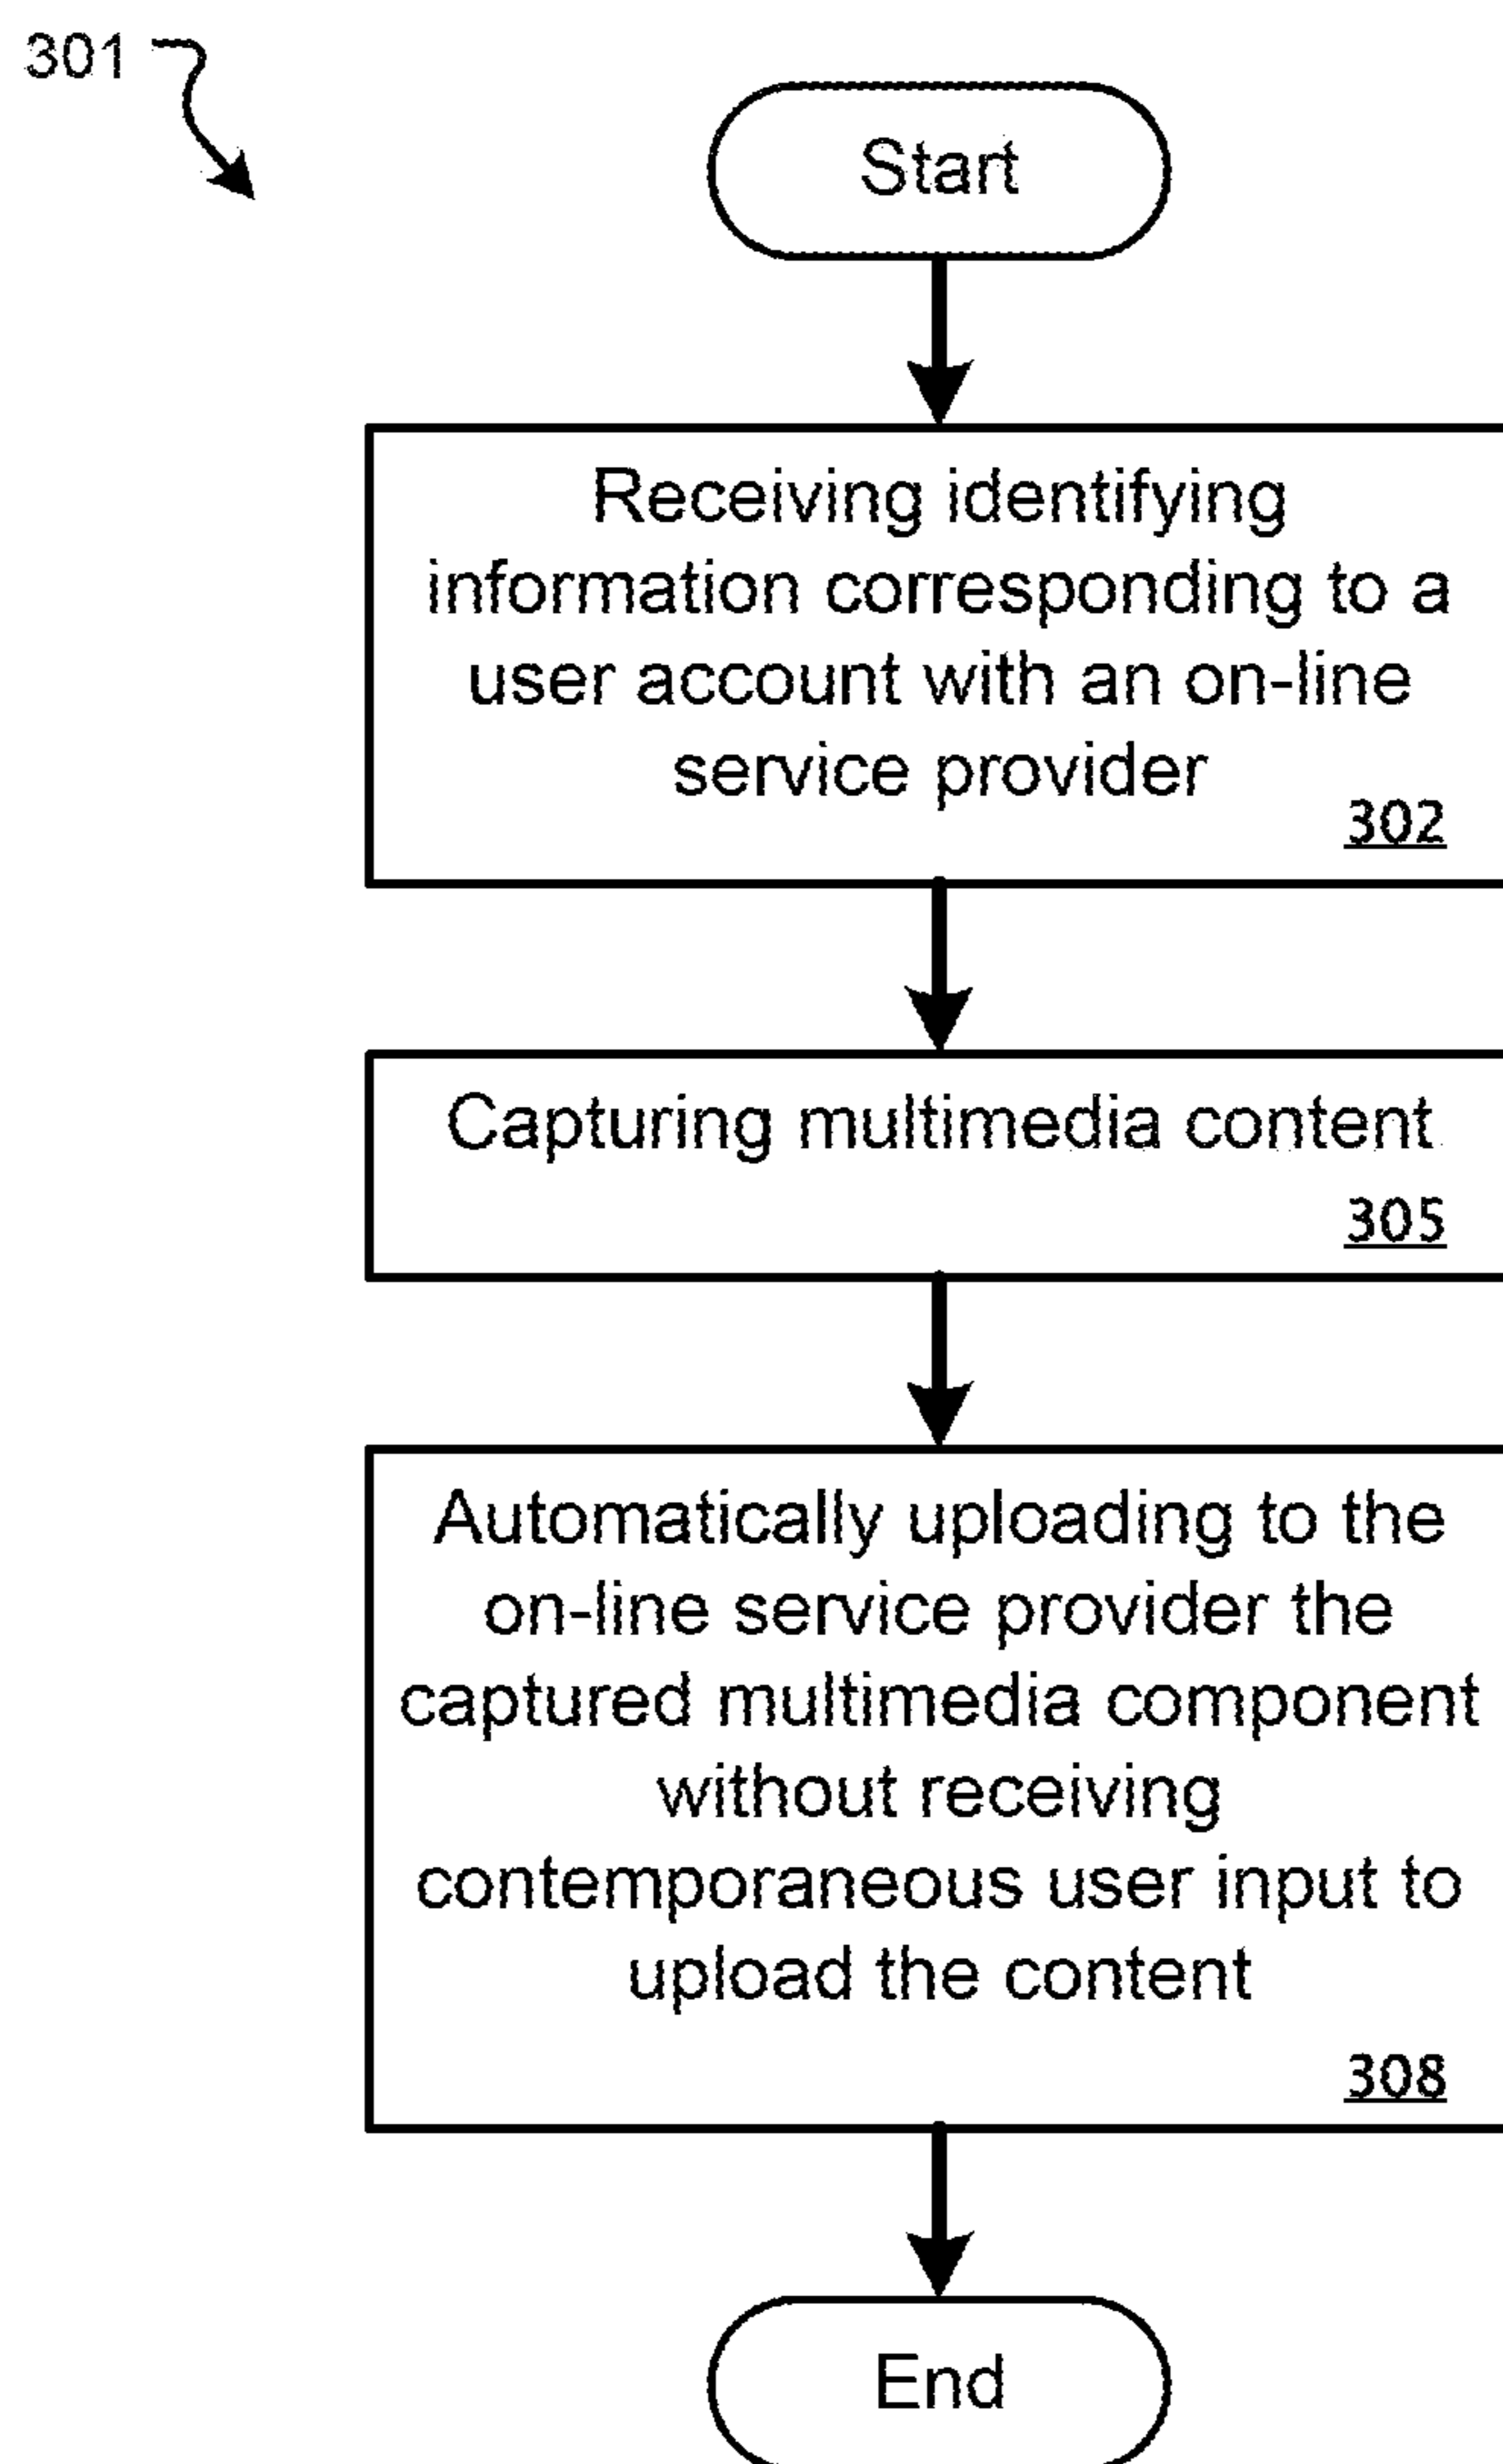 301
Start
Receiving identifying
information corresponding to a
user account with an on-line
service provider
302
Capturing multimedia content
305
Automatically uploading to the
on-line service provider the
captured multimedia component
without receiving
contemporaneous user input to
upload the content
308
End